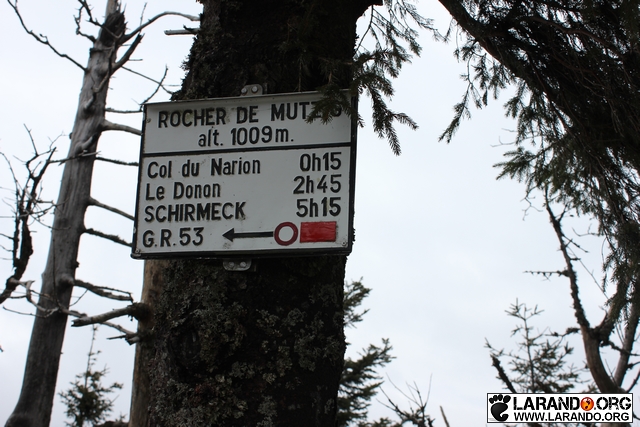 ROCHER DE
alt. 1009 m.
Col du Narion 0h15
Le Donon 2h45
SCHIRMECK 5h15
G.R.53
LARANDO.ORG
WWW.LARANDO.ORG